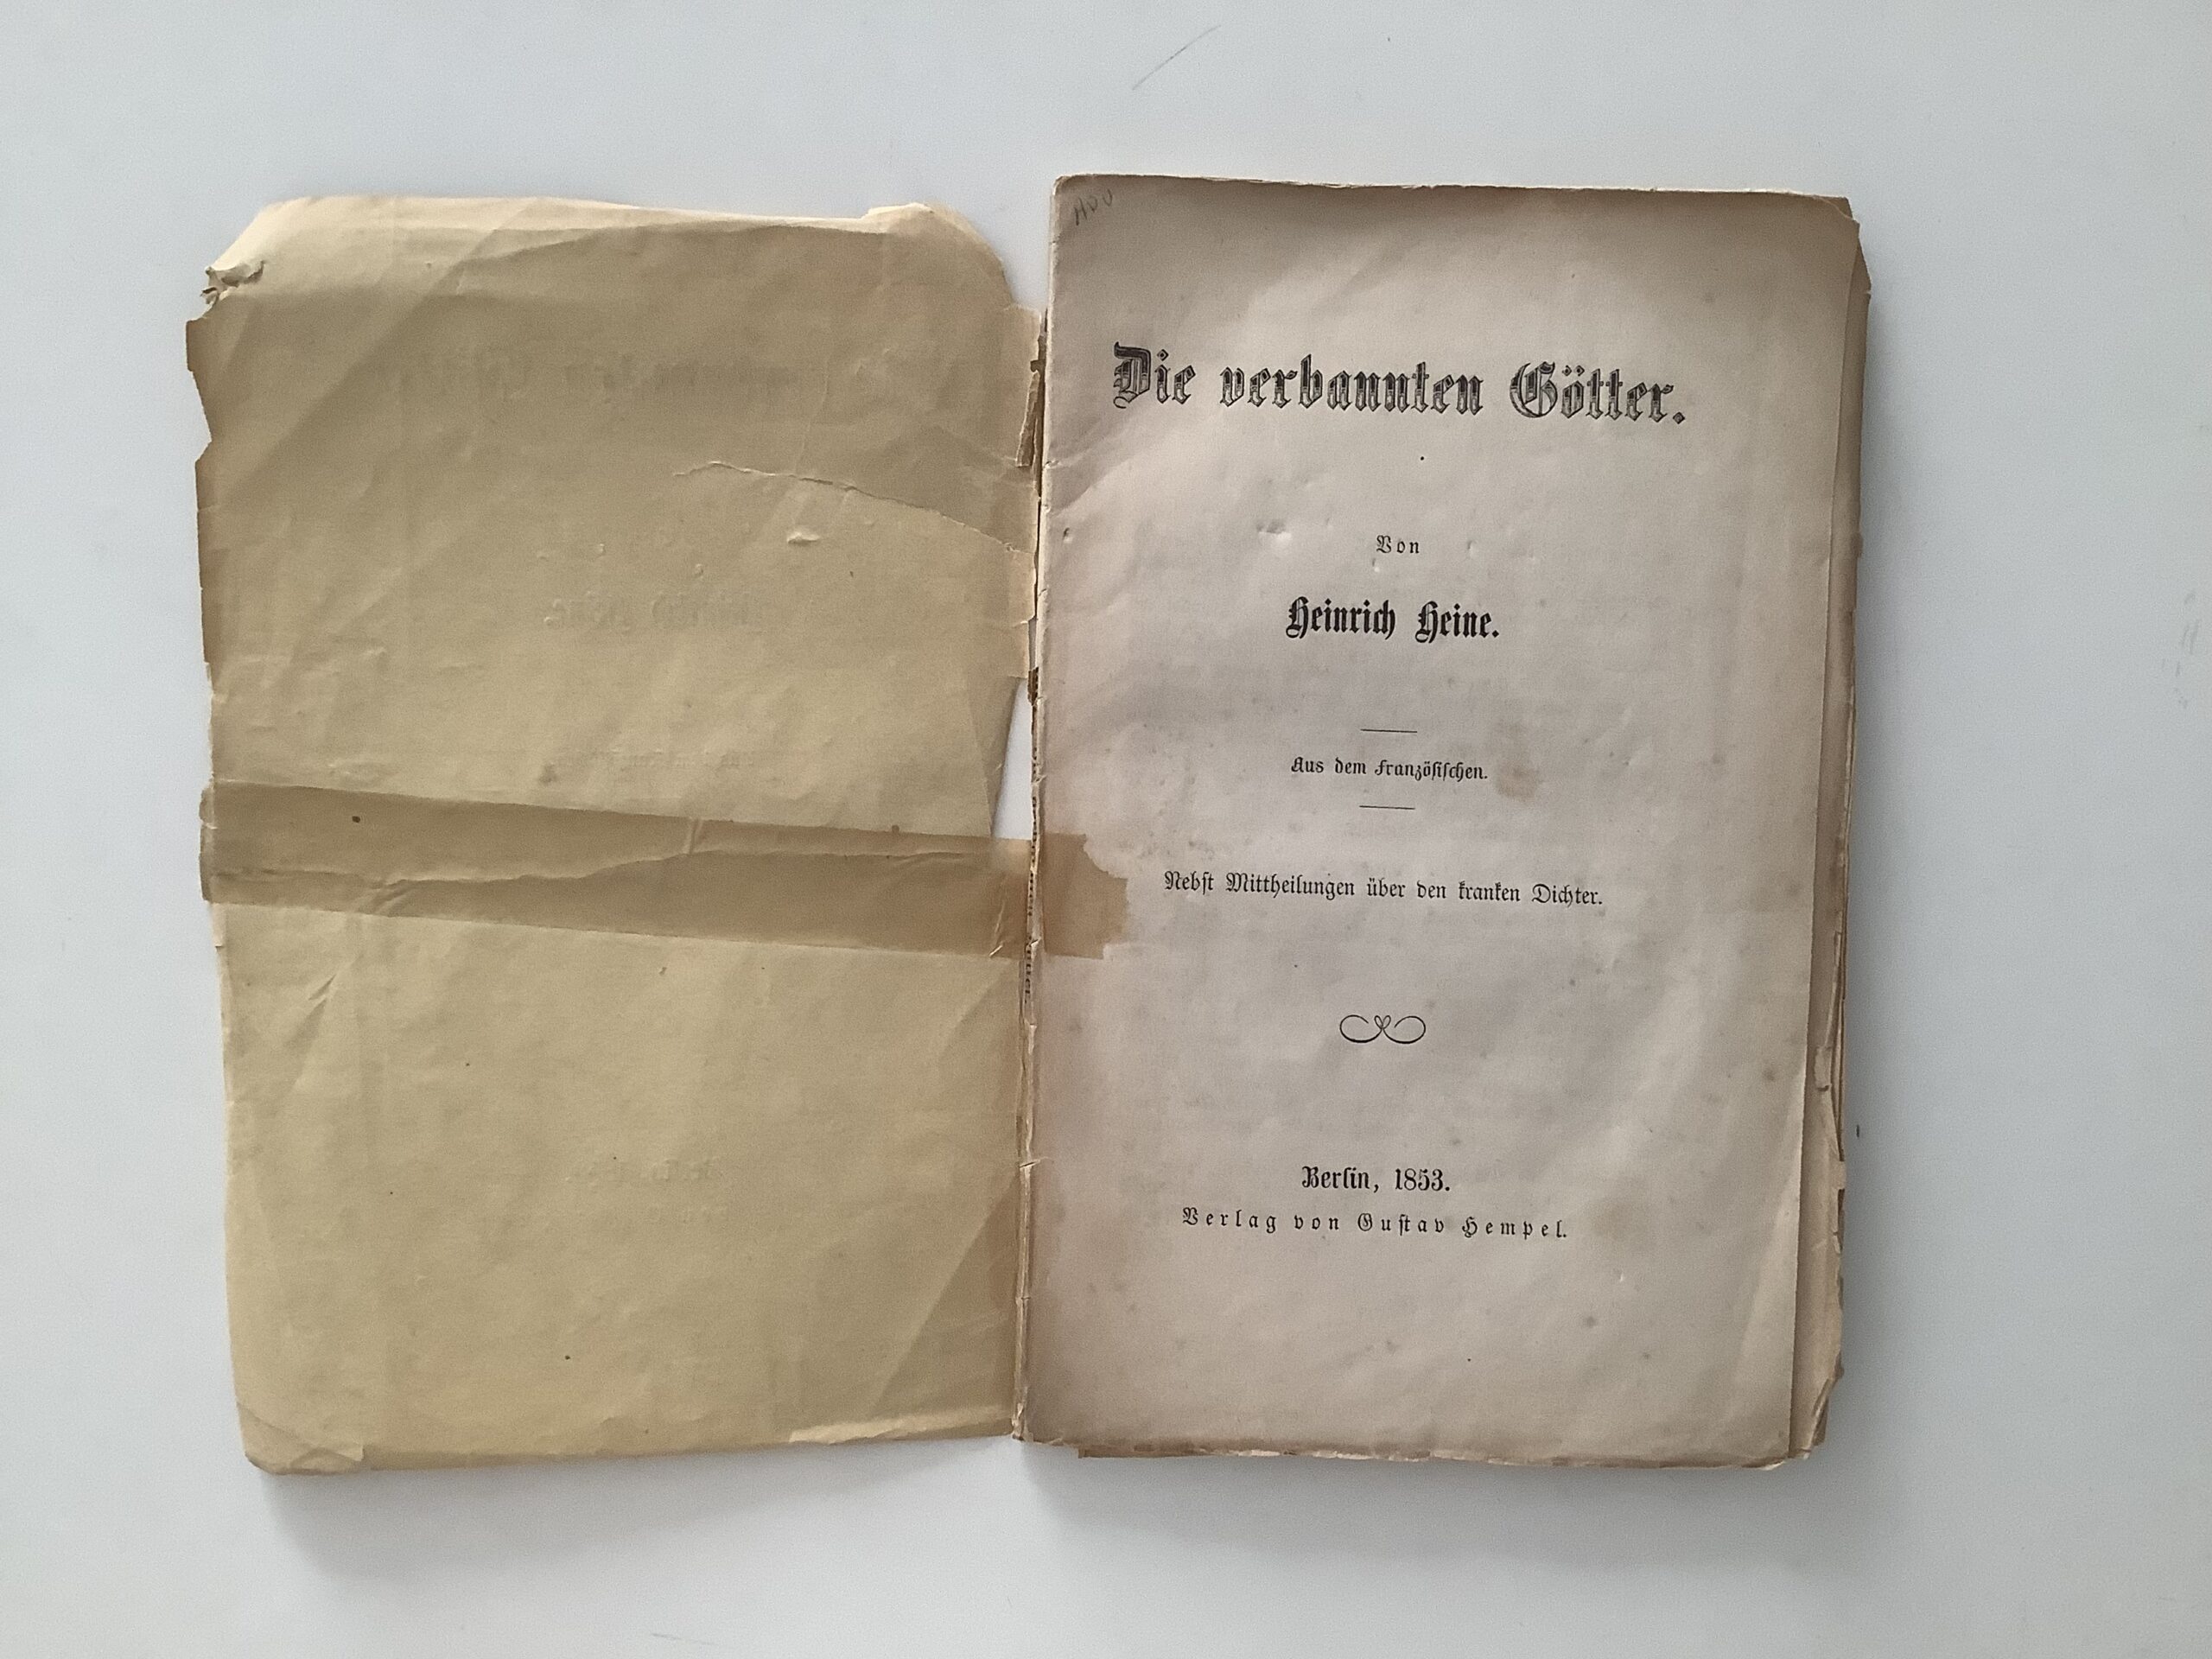 Die verbannten Götter.
Von
Heinrich Heine.
Aus dem Französischen.
Nebst Mittheilungen über den kranken Dichter.
Berlin, 1853.
Verlag von Gustav Hempel.